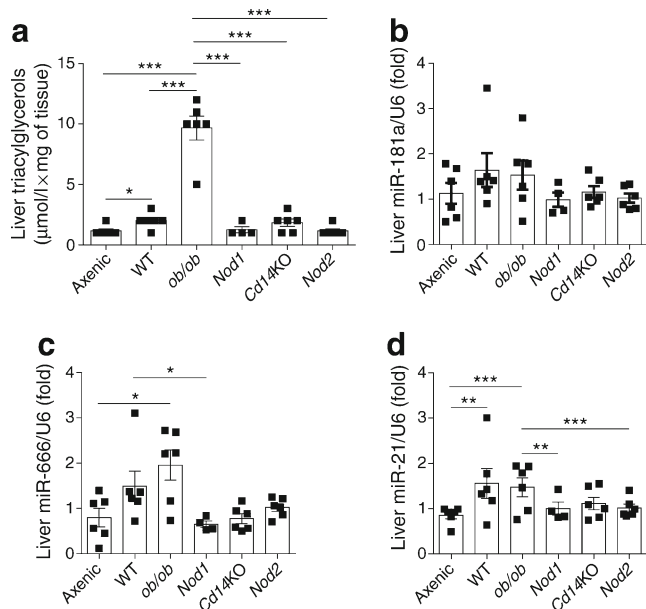 a
Liver triacylglycerols
(μmol/l×mg of tissue)
15
10
5
0
***
***
***
***
***
*
Axenic
WT
ob/ob
Nod1
Cd14KO
Nod2
b
Liver miR-181a/U6 (fold)
4
3
2
1
0
Axenic
WT
ob/ob
Nod1
Cd14KO
Nod2
c
Liver miR-666/U6 (fold)
4
3
2
1
0
*
*
Axenic
WT
ob/ob
Nod1
Cd14KO
Nod2
d
Liver miR-21/U6 (fold)
4
3
2
1
0
***
**
***
**
Axenic
WT
ob/ob
Nod1
Cd14KO
Nod2